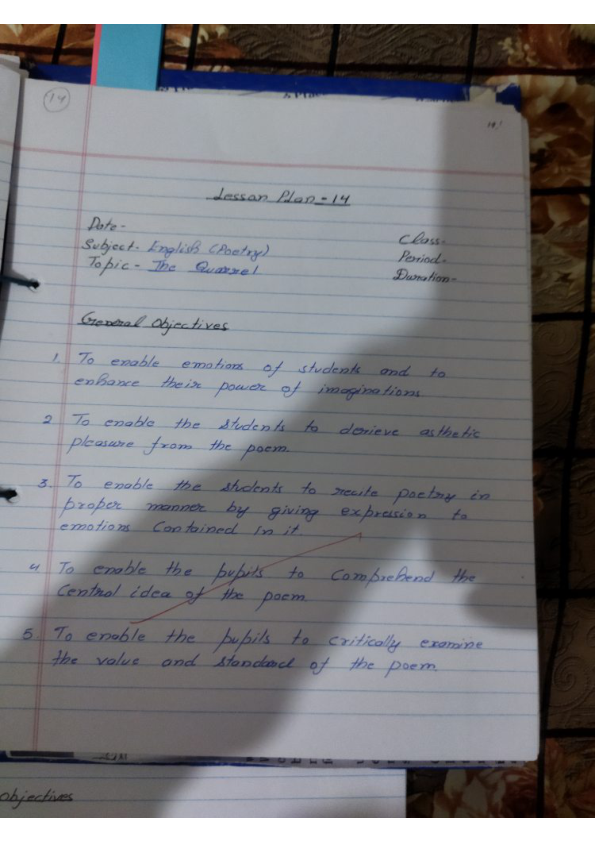 14
Lesson Plan - 14
Date -
Subject - English (Poetry)
Topic - The Quarrel
Class -
Period -
Duration -
General Objectives
1. To enable emotions of students and to
enhance their power of imaginations
2. To enable the students to derieve asthetic
pleasure from the poem.
3. To enable the students to recite poetry in
proper manner by giving expression to
emotions contained in it.
4. To enable the pupils to comprehend the
central idea of the poem.
5. To enable the pupils to critically examine
the value and standard of the poem.
objectives